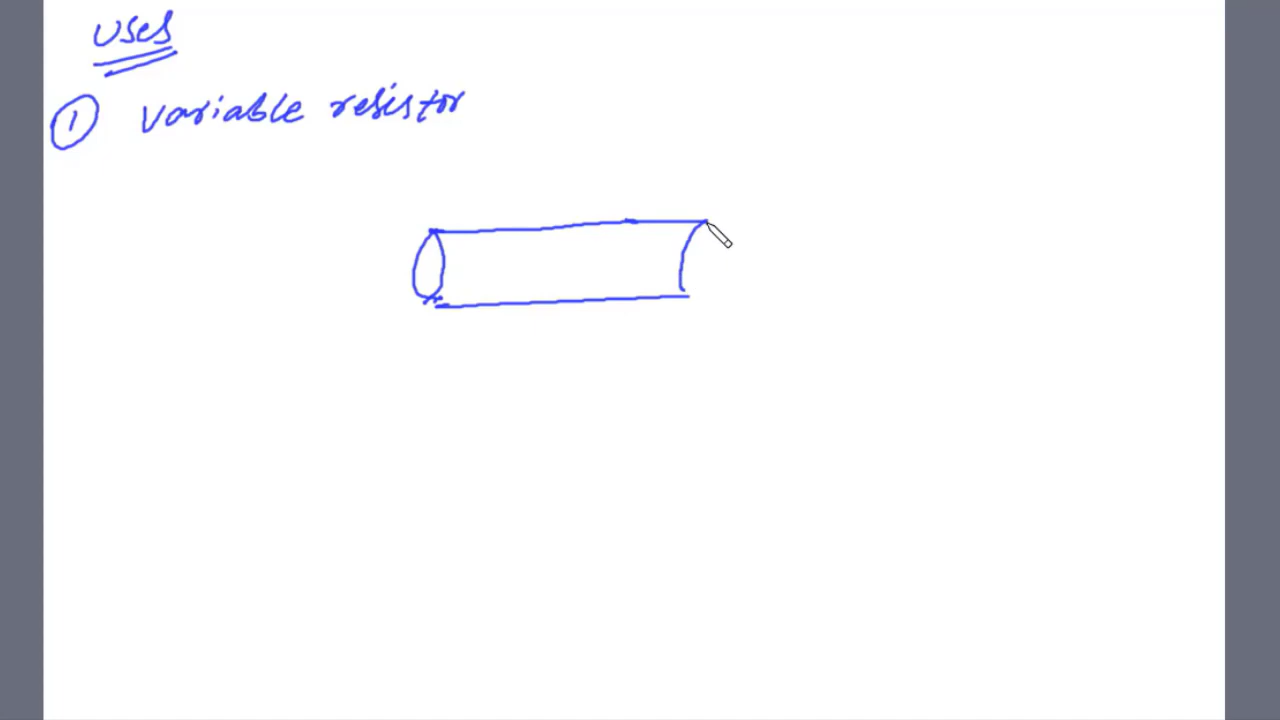 uses
① variable resistor